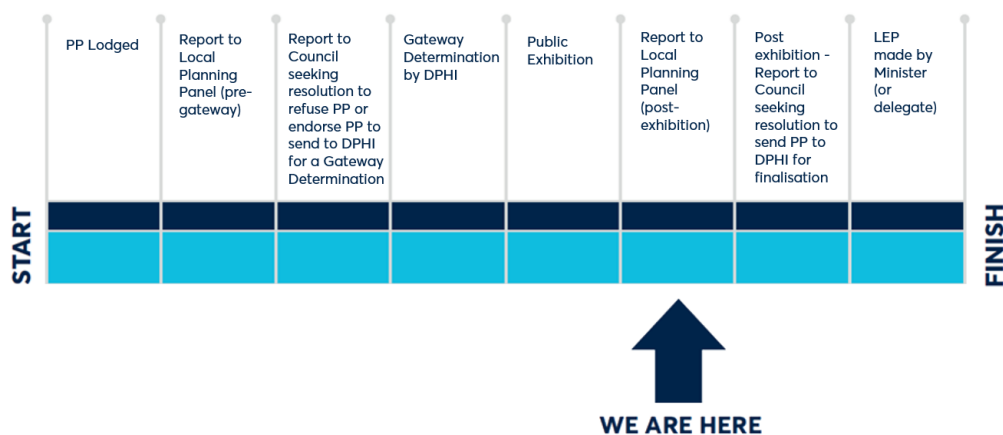 PP Lodged
Report to
Local
Planning
Panel (pre-
gateway)
Report to
Council
seeking
resolution to
refuse PP or
endorse PP to
send to DPHI
for a Gateway
Determination
Gateway
Determination
by DPHI
Public
Exhibition
Report to
Local
Planning
Panel
(post-
exhibition)
Post
exhibition -
Report to
Council
seeking
resolution to
send PP to
DPHI for
finalisation
LEP
made by
Minister
(or
delegate)
START
FINISH
WE ARE HERE